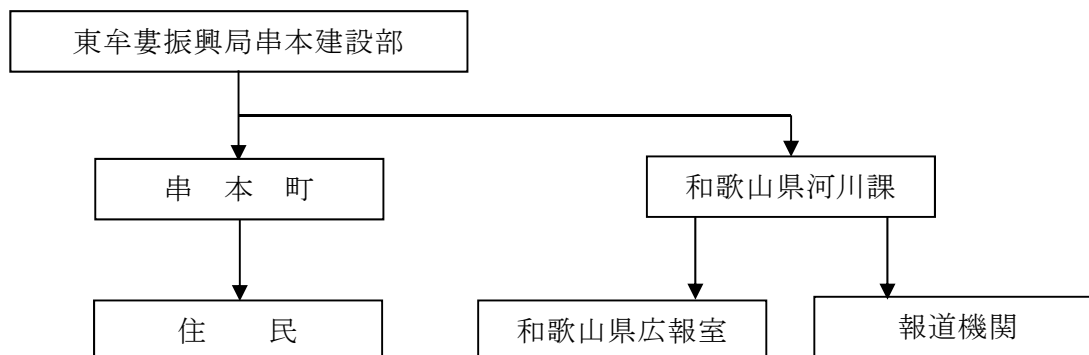 東牟婁振興局串本建設部
串　本　町
和歌山県河川課
住　　民
和歌山県広報室
報道機関